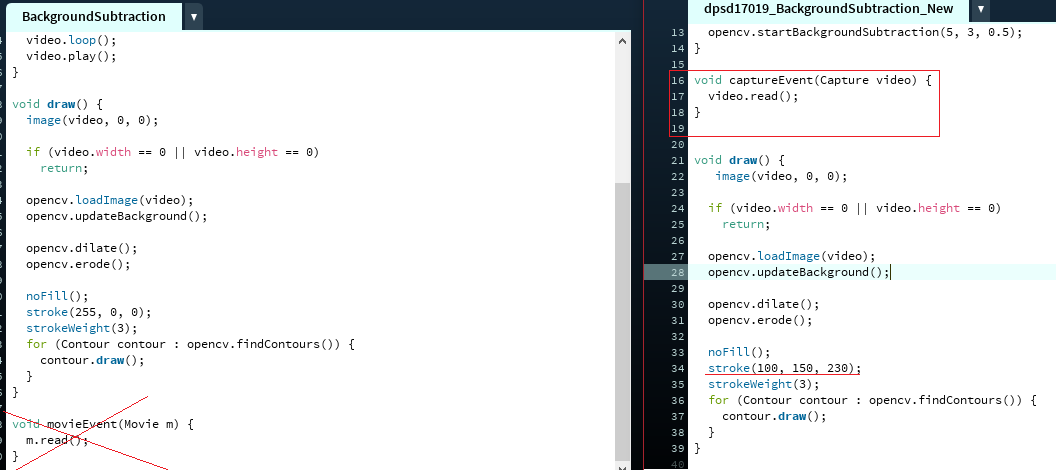 BackgroundSubtraction ▼
  video.loop();
  video.play();
}
void draw() {
  image(video, 0, 0);
  if (video.width == 0 || video.height == 0)
    return;
  opencv.loadImage(video);
  opencv.updateBackground();
  opencv.dilate();
  opencv.erode();
  noFill();
  stroke(255, 0, 0);
  strokeWeight(3);
  for (Contour contour : opencv.findContours()) {
    contour.draw();
  }
}
void movieEvent(Movie m) {
  m.read();
}
dpsd17019_BackgroundSubtraction_New ▼
13   opencv.startBackgroundSubtraction(5, 3, 0.5);
14 }
15
16 void captureEvent(Capture video) {
17   video.read();
18 }
19
20
21 void draw() {
22    image(video, 0, 0);
23
24   if (video.width == 0 || video.height == 0)
25     return;
26
27   opencv.loadImage(video);
28   opencv.updateBackground();
29
30   opencv.dilate();
31   opencv.erode();
32
33   noFill();
34   stroke(100, 150, 230);
35   strokeWeight(3);
36   for (Contour contour : opencv.findContours()) {
37     contour.draw();
38   }
39 }
40